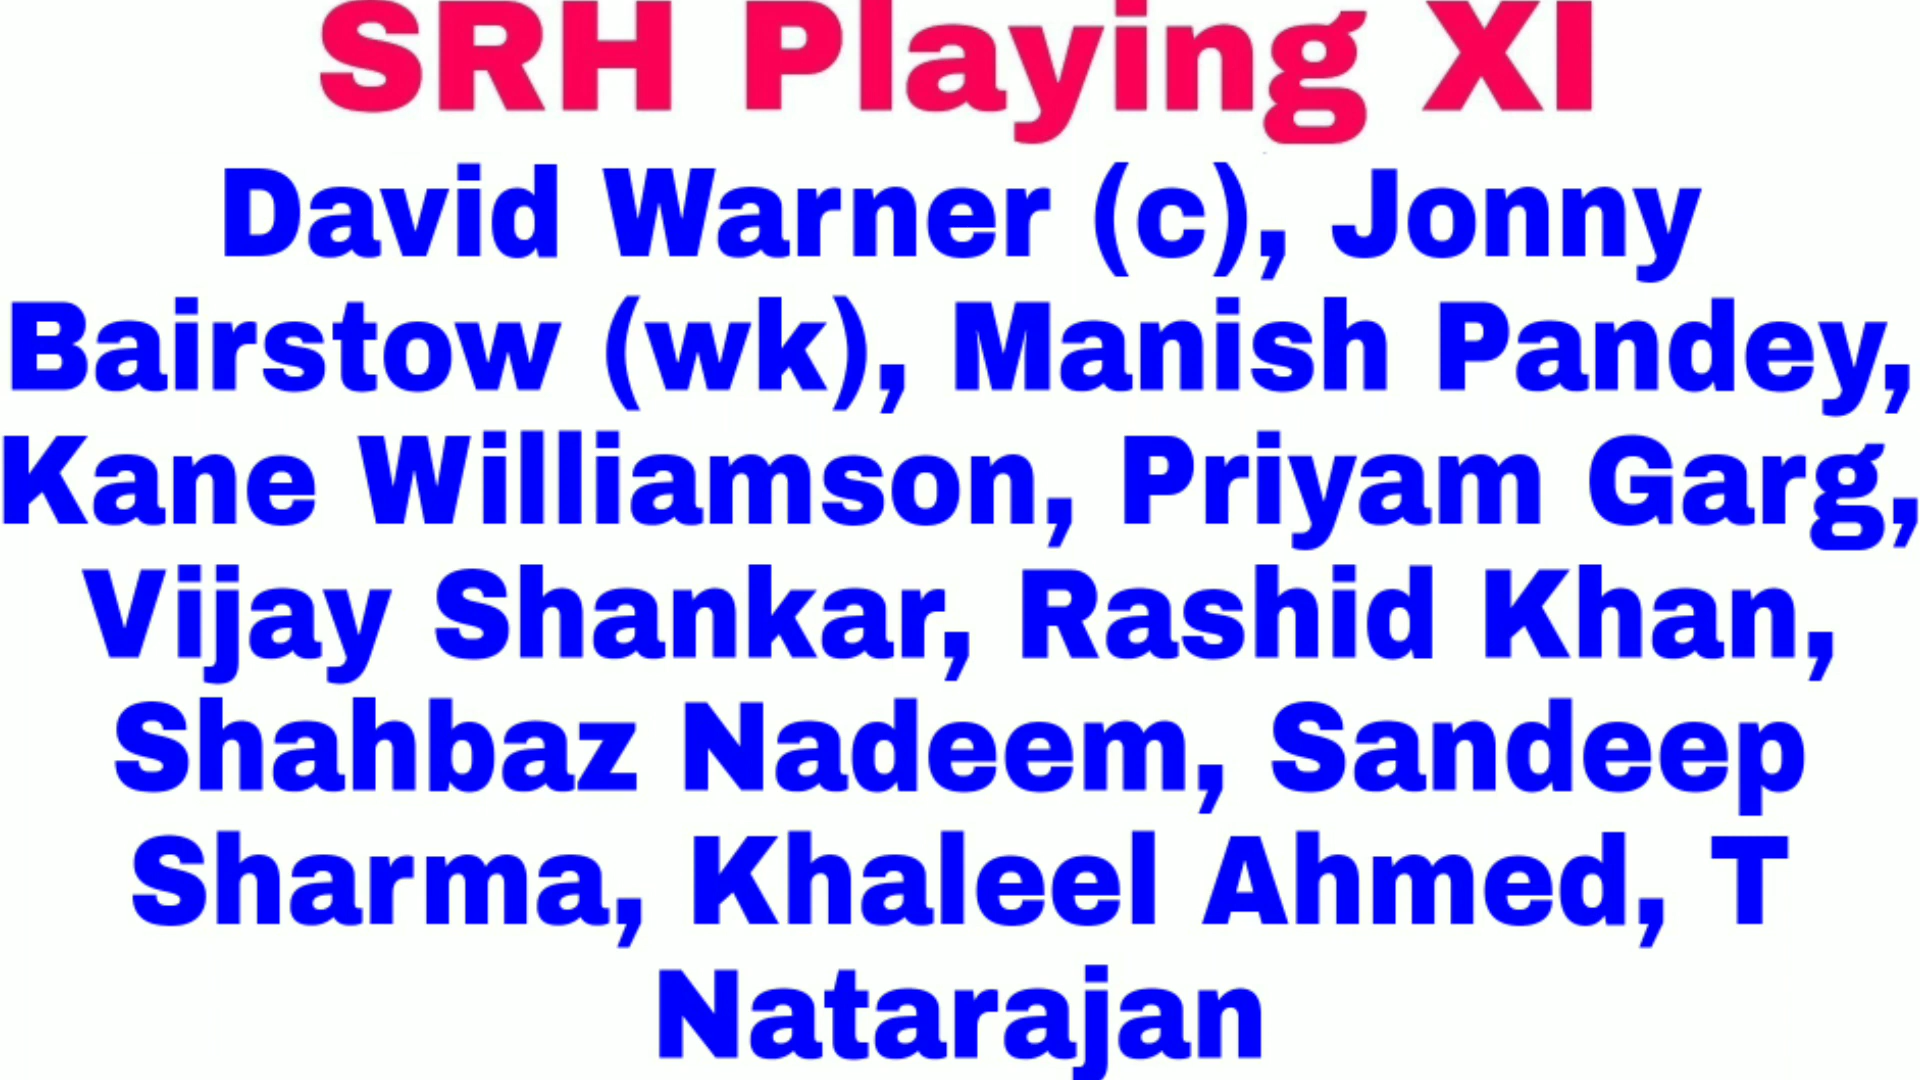 SRH Playing XI
David Warner (c), Jonny
Bairstow (wk), Manish Pandey,
Kane Williamson, Priyam Garg,
Vijay Shankar, Rashid Khan,
Shahbaz Nadeem, Sandeep
Sharma, Khaleel Ahmed, T
Natarajan